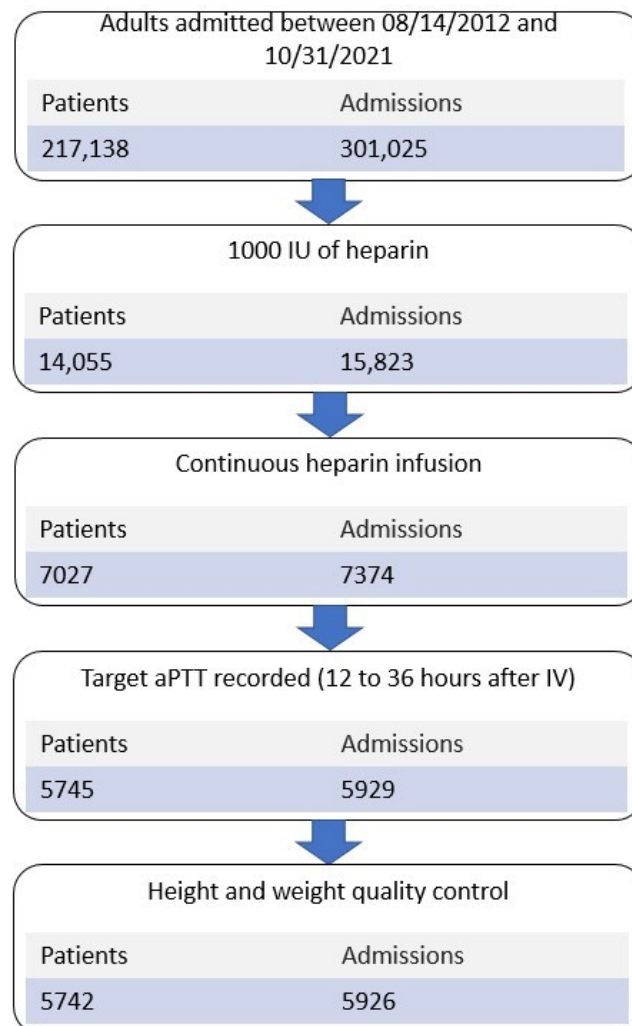 Adults admitted between 08/14/2012 and
10/31/2021
Patients Admissions
217,138 301,025
1000 IU of heparin
Patients Admissions
14,055 15,823
Continuous heparin infusion
Patients Admissions
7027 7374
Target aPTT recorded (12 to 36 hours after IV)
Patients Admissions
5745 5929
Height and weight quality control
Patients Admissions
5742 5926